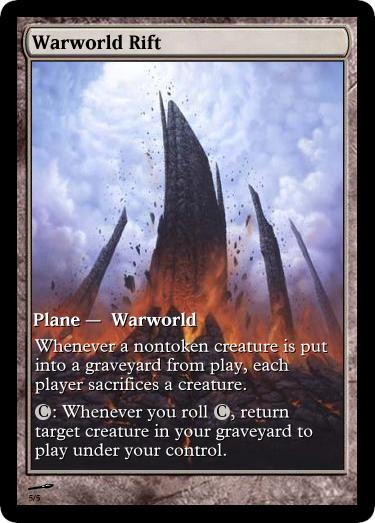 Warworld Rift
Plane — Warworld
Whenever a nontoken creature is put
into a graveyard from play, each
player sacrifices a creature.
C: Whenever you roll C, return
target creature in your graveyard to
play under your control.
5/5